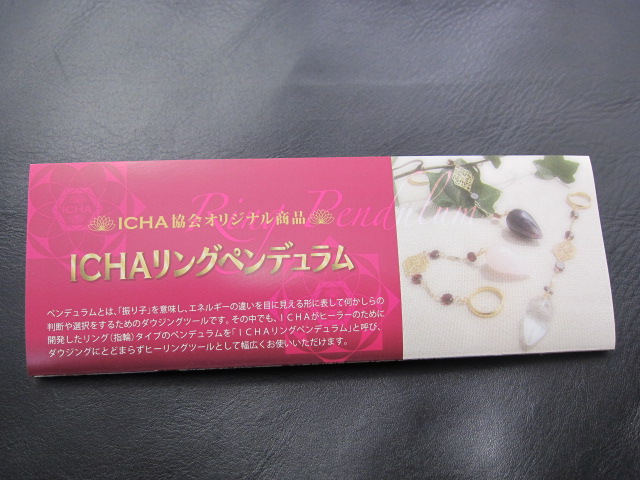 ICHA
Ring Pendulum
ICHA協会オリジナル商品
ICHAリングペンデュラム
ペンデュラムとは、「振り子」を意味し、エネルギーの違いを目に見える形に表して何かしらの
判断や選択をするためのダウジングツールです。その中でも、ICHAがヒーラーのために
開発したリング(指輪)タイプのペンデュラムを「ICHAリングペンデュラム」と呼び、
ダウジングにとどまらずヒーリングツールとして幅広くお使いいただけます。